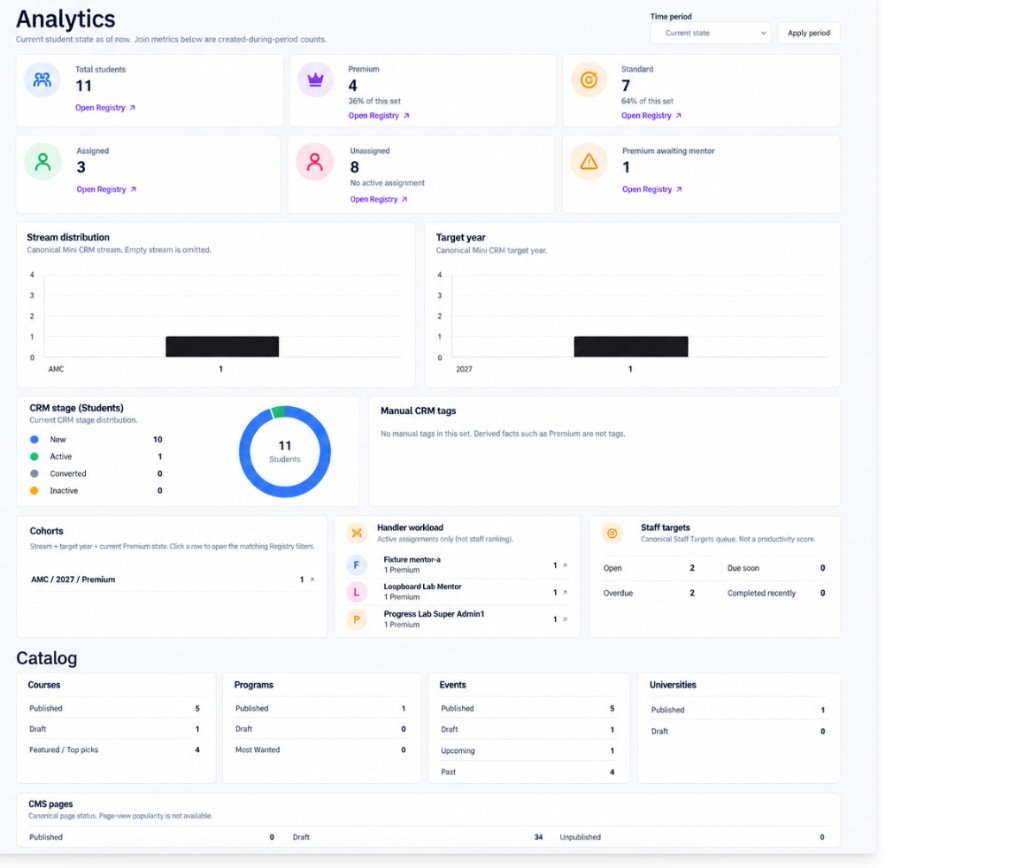 Analytics
Current student state as of now. Join metrics below are created-during-period counts.
Time period
Current state
Apply period
Total students
11
Open Registry ↗
Premium
4
36% of this set
Open Registry ↗
Standard
7
64% of this set
Open Registry ↗
Assigned
3
Open Registry ↗
Unassigned
8
No active assignment
Open Registry ↗
Premium awaiting mentor
1
Open Registry ↗
Stream distribution
Canonical Mini CRM stream. Empty stream is omitted.
4
3
2
1
0
AMC 1
Target year
Canonical Mini CRM target year.
4
3
2
1
0
2027 1
CRM stage (Students)
Current CRM stage distribution.
New 10
Active 1
Converted 0
Inactive 0
11
Students
Manual CRM tags
No manual tags in this set. Derived facts such as Premium are not tags.
Cohorts
Stream + target year + current Premium state. Click a row to open the matching Registry filters.
AMC / 2027 / Premium 1 ↗
Handler workload
Active assignments only (not staff ranking).
F
Fixture mentor-a
1 Premium
1 ↗
L
Loopboard Lab Mentor
1 Premium
1 ↗
P
Progress Lab Super Admin1
1 Premium
1 ↗
Staff targets
Canonical Staff Targets queue. Not a productivity score.
Open 2 Due soon 0
Overdue 2 Completed recently 0
Catalog
Courses
Published 5
Draft 1
Featured / Top picks 4
Programs
Published 1
Draft 0
Most Wanted 0
Events
Published 5
Draft 1
Upcoming 1
Past 4
Universities
Published 1
Draft 0
CMS pages
Canonical page status. Page-view popularity is not available.
Published 0 Draft 34 Unpublished 0